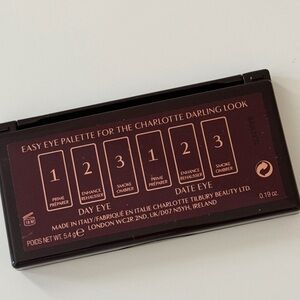 EASY EYE PALETTE FOR THE CHARLOTTE DARLING LOOK
1 2 3 1 2 3
PRIME PRÉPARER ENHANCE REHAUSSER SMOKE OMBRER PRIME PRÉPARER ENHANCE REHAUSSER SMOKE OMBRER
DAY EYE DATE EYE
MADE IN ITALY/FABRIQUÉ EN ITALIE CHARLOTTE TILBURY BEAUTY LTD.
POIDS NET WT. 5.4 g℮ LONDON WC2R 2ND, UK/D07 N5YH, IRELAND 0.19 oz.